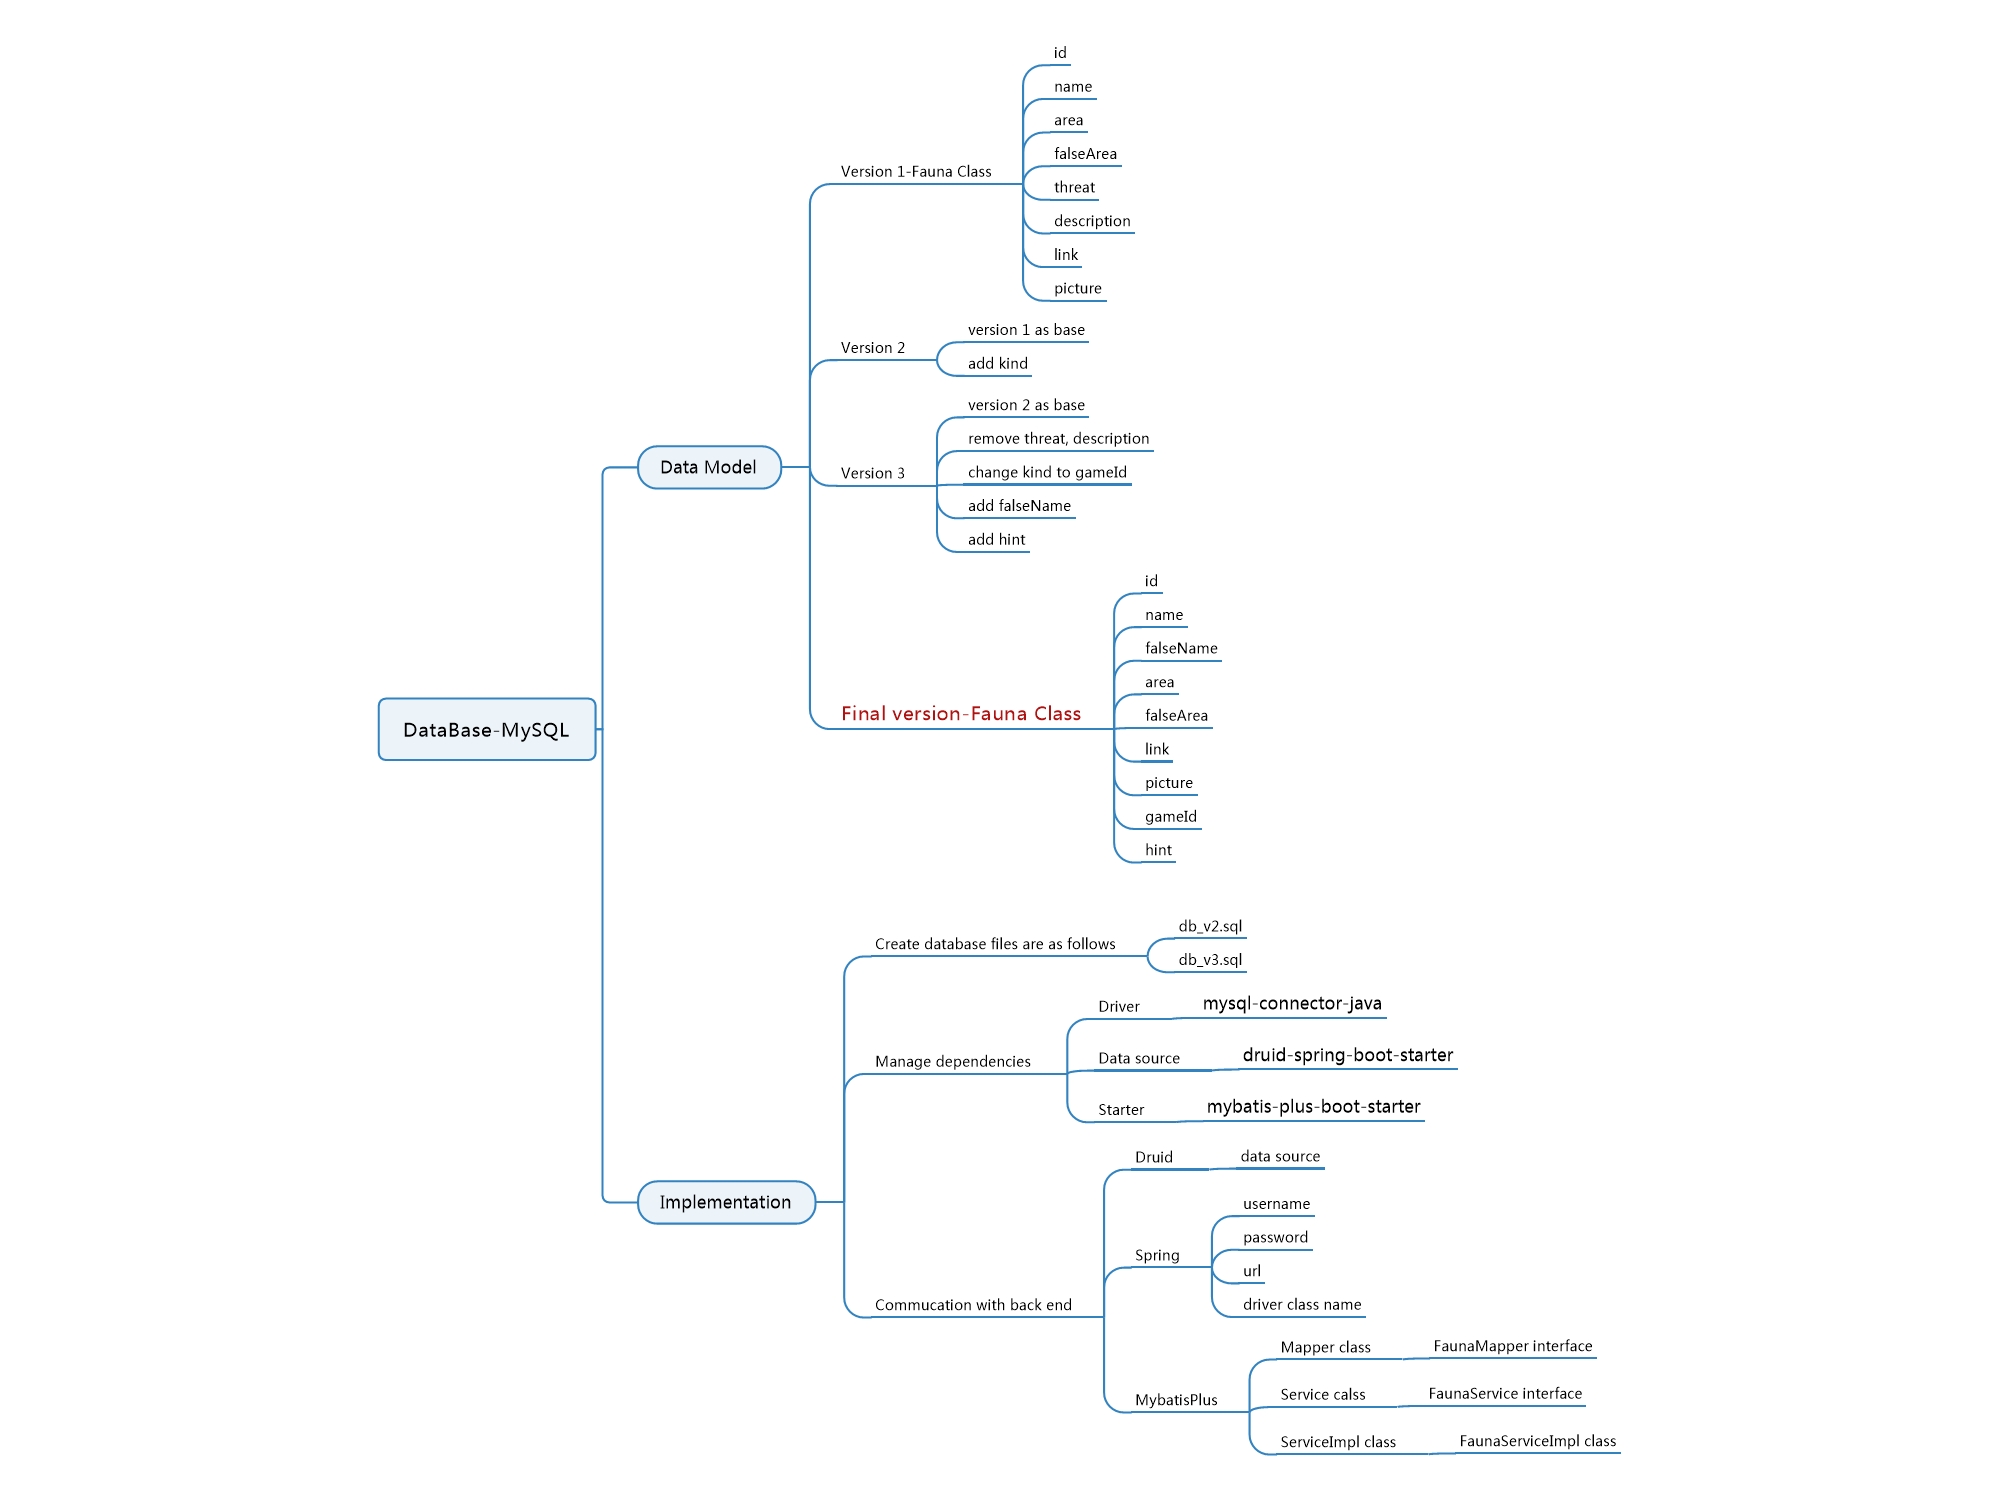 DataBase-MySQL
Data Model
Version 1-Fauna Class
id
name
area
falseArea
threat
description
link
picture
Version 2
version 1 as base
add kind
Version 3
version 2 as base
remove threat, description
change kind to gameId
add falseName
add hint
Final version-Fauna Class
id
name
falseName
area
falseArea
link
picture
gameId
hint
Implementation
Create database files are as follows
db_v2.sql
db_v3.sql
Manage dependencies
Driver
mysql-connector-java
Data source
druid-spring-boot-starter
Starter
mybatis-plus-boot-starter
Commucation with back end
Druid
data source
Spring
username
password
url
driver class name
MybatisPlus
Mapper class
FaunaMapper interface
Service calss
FaunaService interface
ServiceImpl class
FaunaServiceImpl class